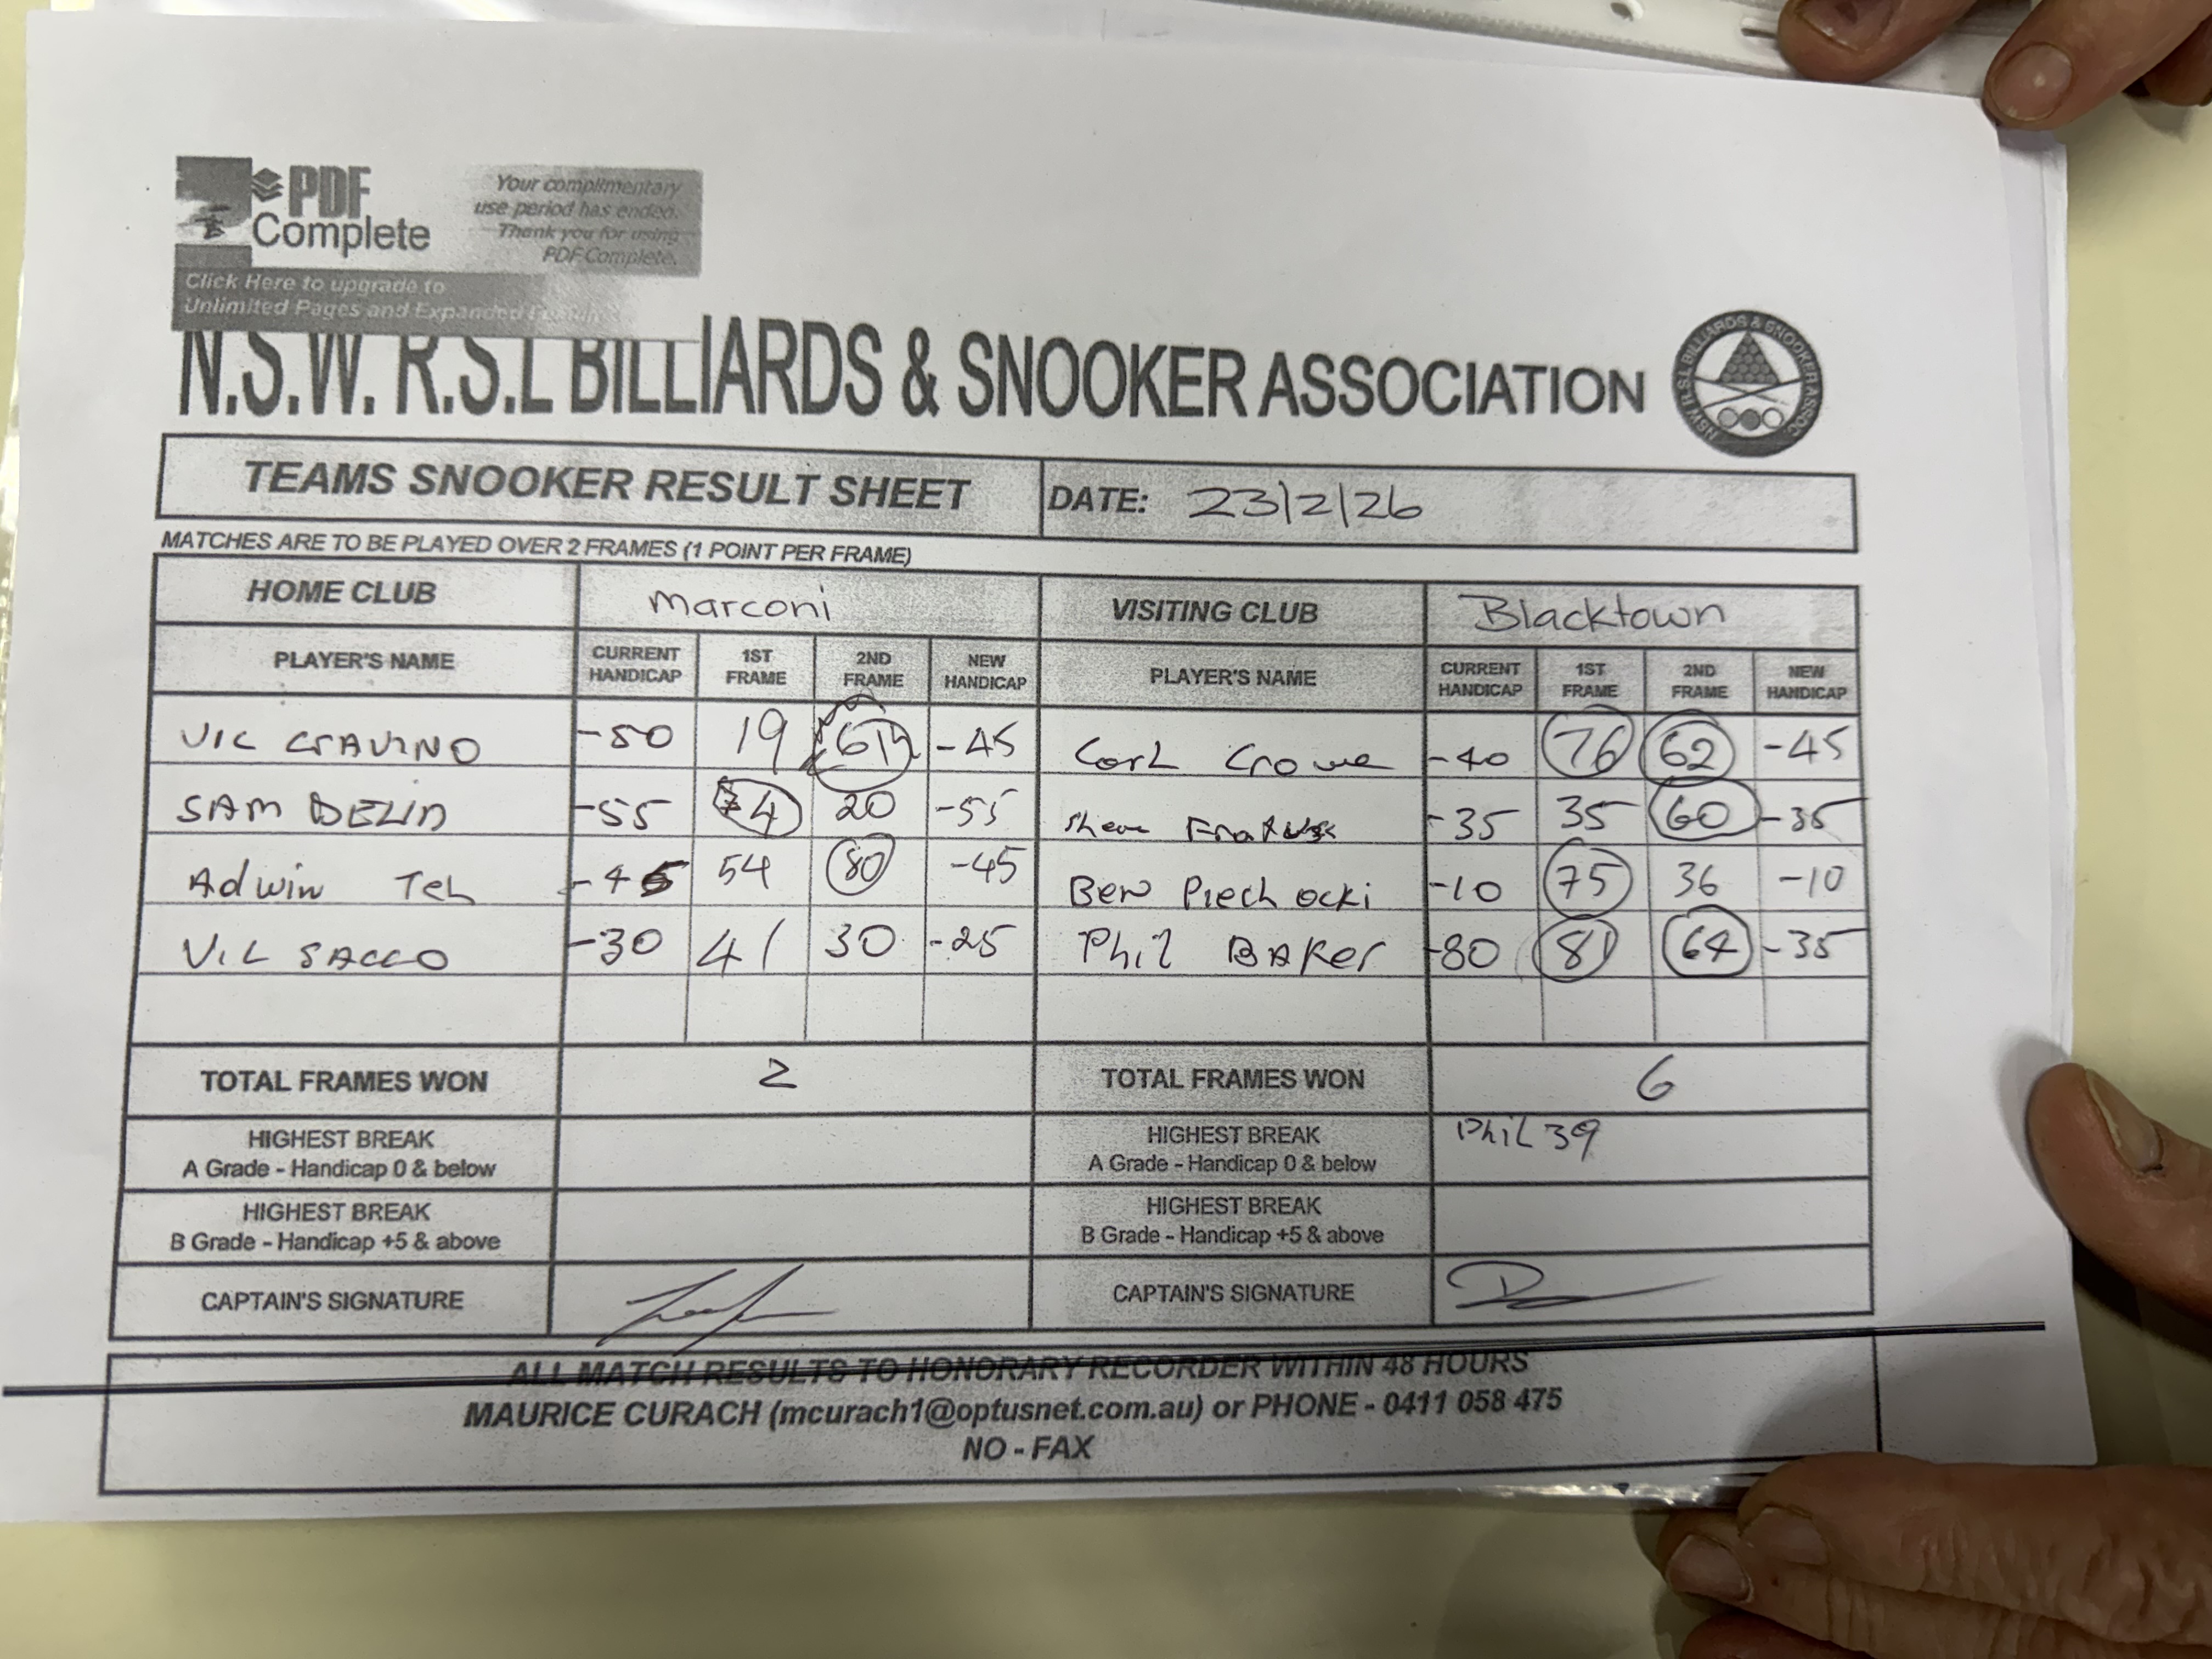 PDF
Complete
Your complimentary
use period has ended.
Thank you for using
PDF Complete.
Click Here to upgrade to
Unlimited Pages and Expanded
N.S.W. R.S.L BILLIARDS & SNOOKER ASSOCIATION
NSW R.S.L BILLIARDS & SNOOKER ASSOC.
TEAMS SNOOKER RESULT SHEET DATE: 23/2/26
MATCHES ARE TO BE PLAYED OVER 2 FRAMES (1 POINT PER FRAME)
HOME CLUB Marconi VISITING CLUB Blacktown
PLAYER'S NAME CURRENT HANDICAP 1ST FRAME 2ND FRAME NEW HANDICAP PLAYER'S NAME CURRENT HANDICAP 1ST FRAME 2ND FRAME NEW HANDICAP
VIC -50 19 61 -45 Crowe -40 76 62 -45
SAM -55 74 20 -55 -35 35 60 -35
Adwin Teh -45 54 80 -45 Ben Piechocki -10 75 36 -10
VIC SACCO -30 41 30 -25 Phil BAKer -80 81 64 -35
TOTAL FRAMES WON 2 TOTAL FRAMES WON 6
HIGHEST BREAK
A Grade - Handicap 0 & below
HIGHEST BREAK
A Grade - Handicap 0 & below
Phil 39
HIGHEST BREAK
B Grade - Handicap +5 & above
HIGHEST BREAK
B Grade - Handicap +5 & above
CAPTAIN'S SIGNATURE CAPTAIN'S SIGNATURE
ALL MATCH RESULTS TO HONORARY RECORDER WITHIN 48 HOURS
MAURICE CURACH (mcurach1@optusnet.com.au) or PHONE - 0411 058 475
NO - FAX